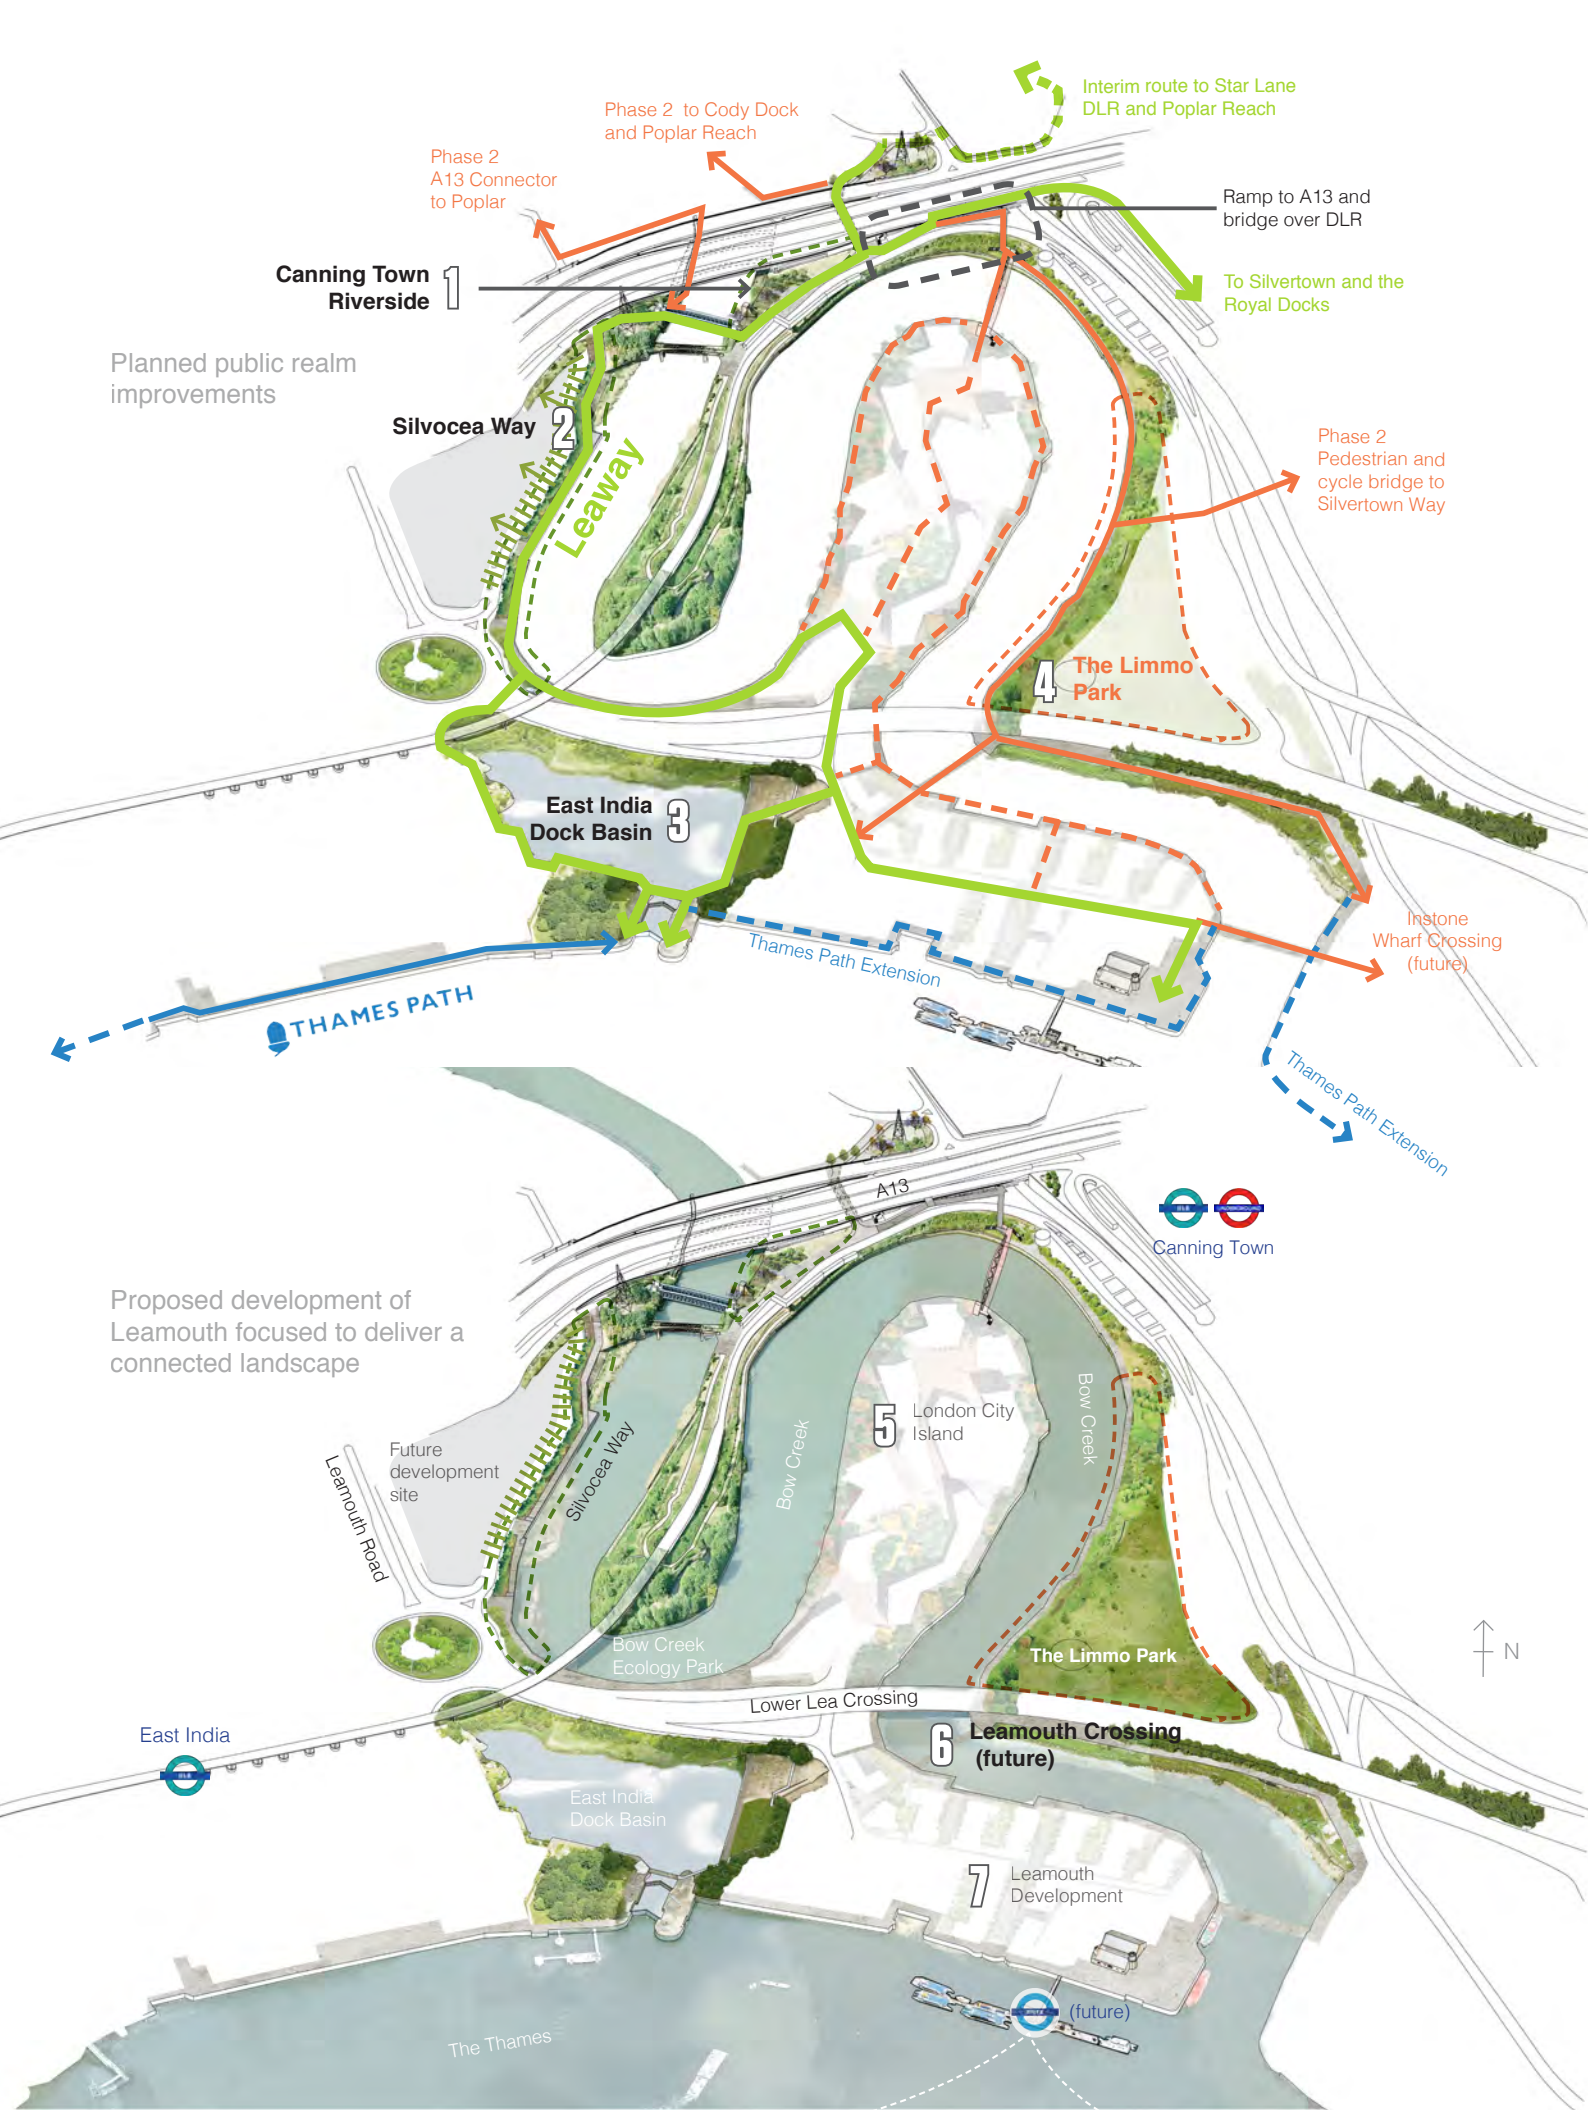 Interim route to Star Lane
DLR and Poplar Reach
Phase 2 to Cody Dock
and Poplar Reach
Phase 2
A13 Connector
to Poplar
Ramp to A13 and
bridge over DLR
Canning Town
Riverside
1
To Silvertown and the
Royal Docks
Planned public realm
improvements
Silvocea Way
2
Leaway
Phase 2
Pedestrian and
cycle bridge to
Silvertown Way
4
The Limmo
Park
East India
Dock Basin
3
Instone
Wharf Crossing
(future)
Thames Path Extension
THAMES PATH
Thames Path Extension
A13
Canning Town
Proposed development of
Leamouth focused to deliver a
connected landscape
5
London City
Island
Bow Creek
Bow Creek
Future
development
site
Silvocea Way
Leamouth Road
Bow Creek
Ecology Park
The Limmo Park
N
Lower Lea Crossing
East India
6
Leamouth Crossing
(future)
East India
Dock Basin
7
Leamouth
Development
(future)
The Thames